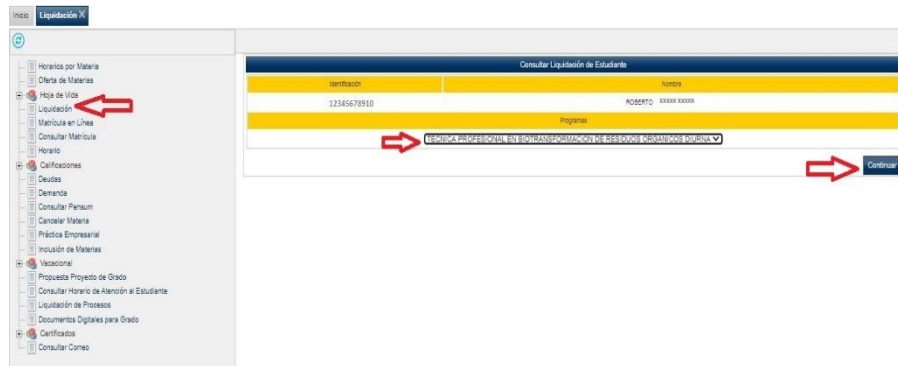 Inicio Liquidación X
Horarios por Materia
Oferta de Materias
Hoja de Vida
Liquidación
Matrícula en Línea
Consultar Matrícula
Horario
Calificaciones
Deudas
Demanda
Consultar Pensum
Cancelar Materia
Práctica Empresarial
Inclusión de Materias
Vacacional
Propuesta Proyecto de Grado
Consultar Horario de Atención al Estudiante
Liquidación de Procesos
Documentos Digitales para Grado
Certificados
Consultar Correo
Consultar Liquidación de Estudiante
Identificación Nombre
12345678910 ROBERTO XXXXX XXXXX
Programas
TECNICA PROFESIONAL EN BIOTRANSFORMACION DE RESIDUOS ORGANICOS DIURNA
Continuar